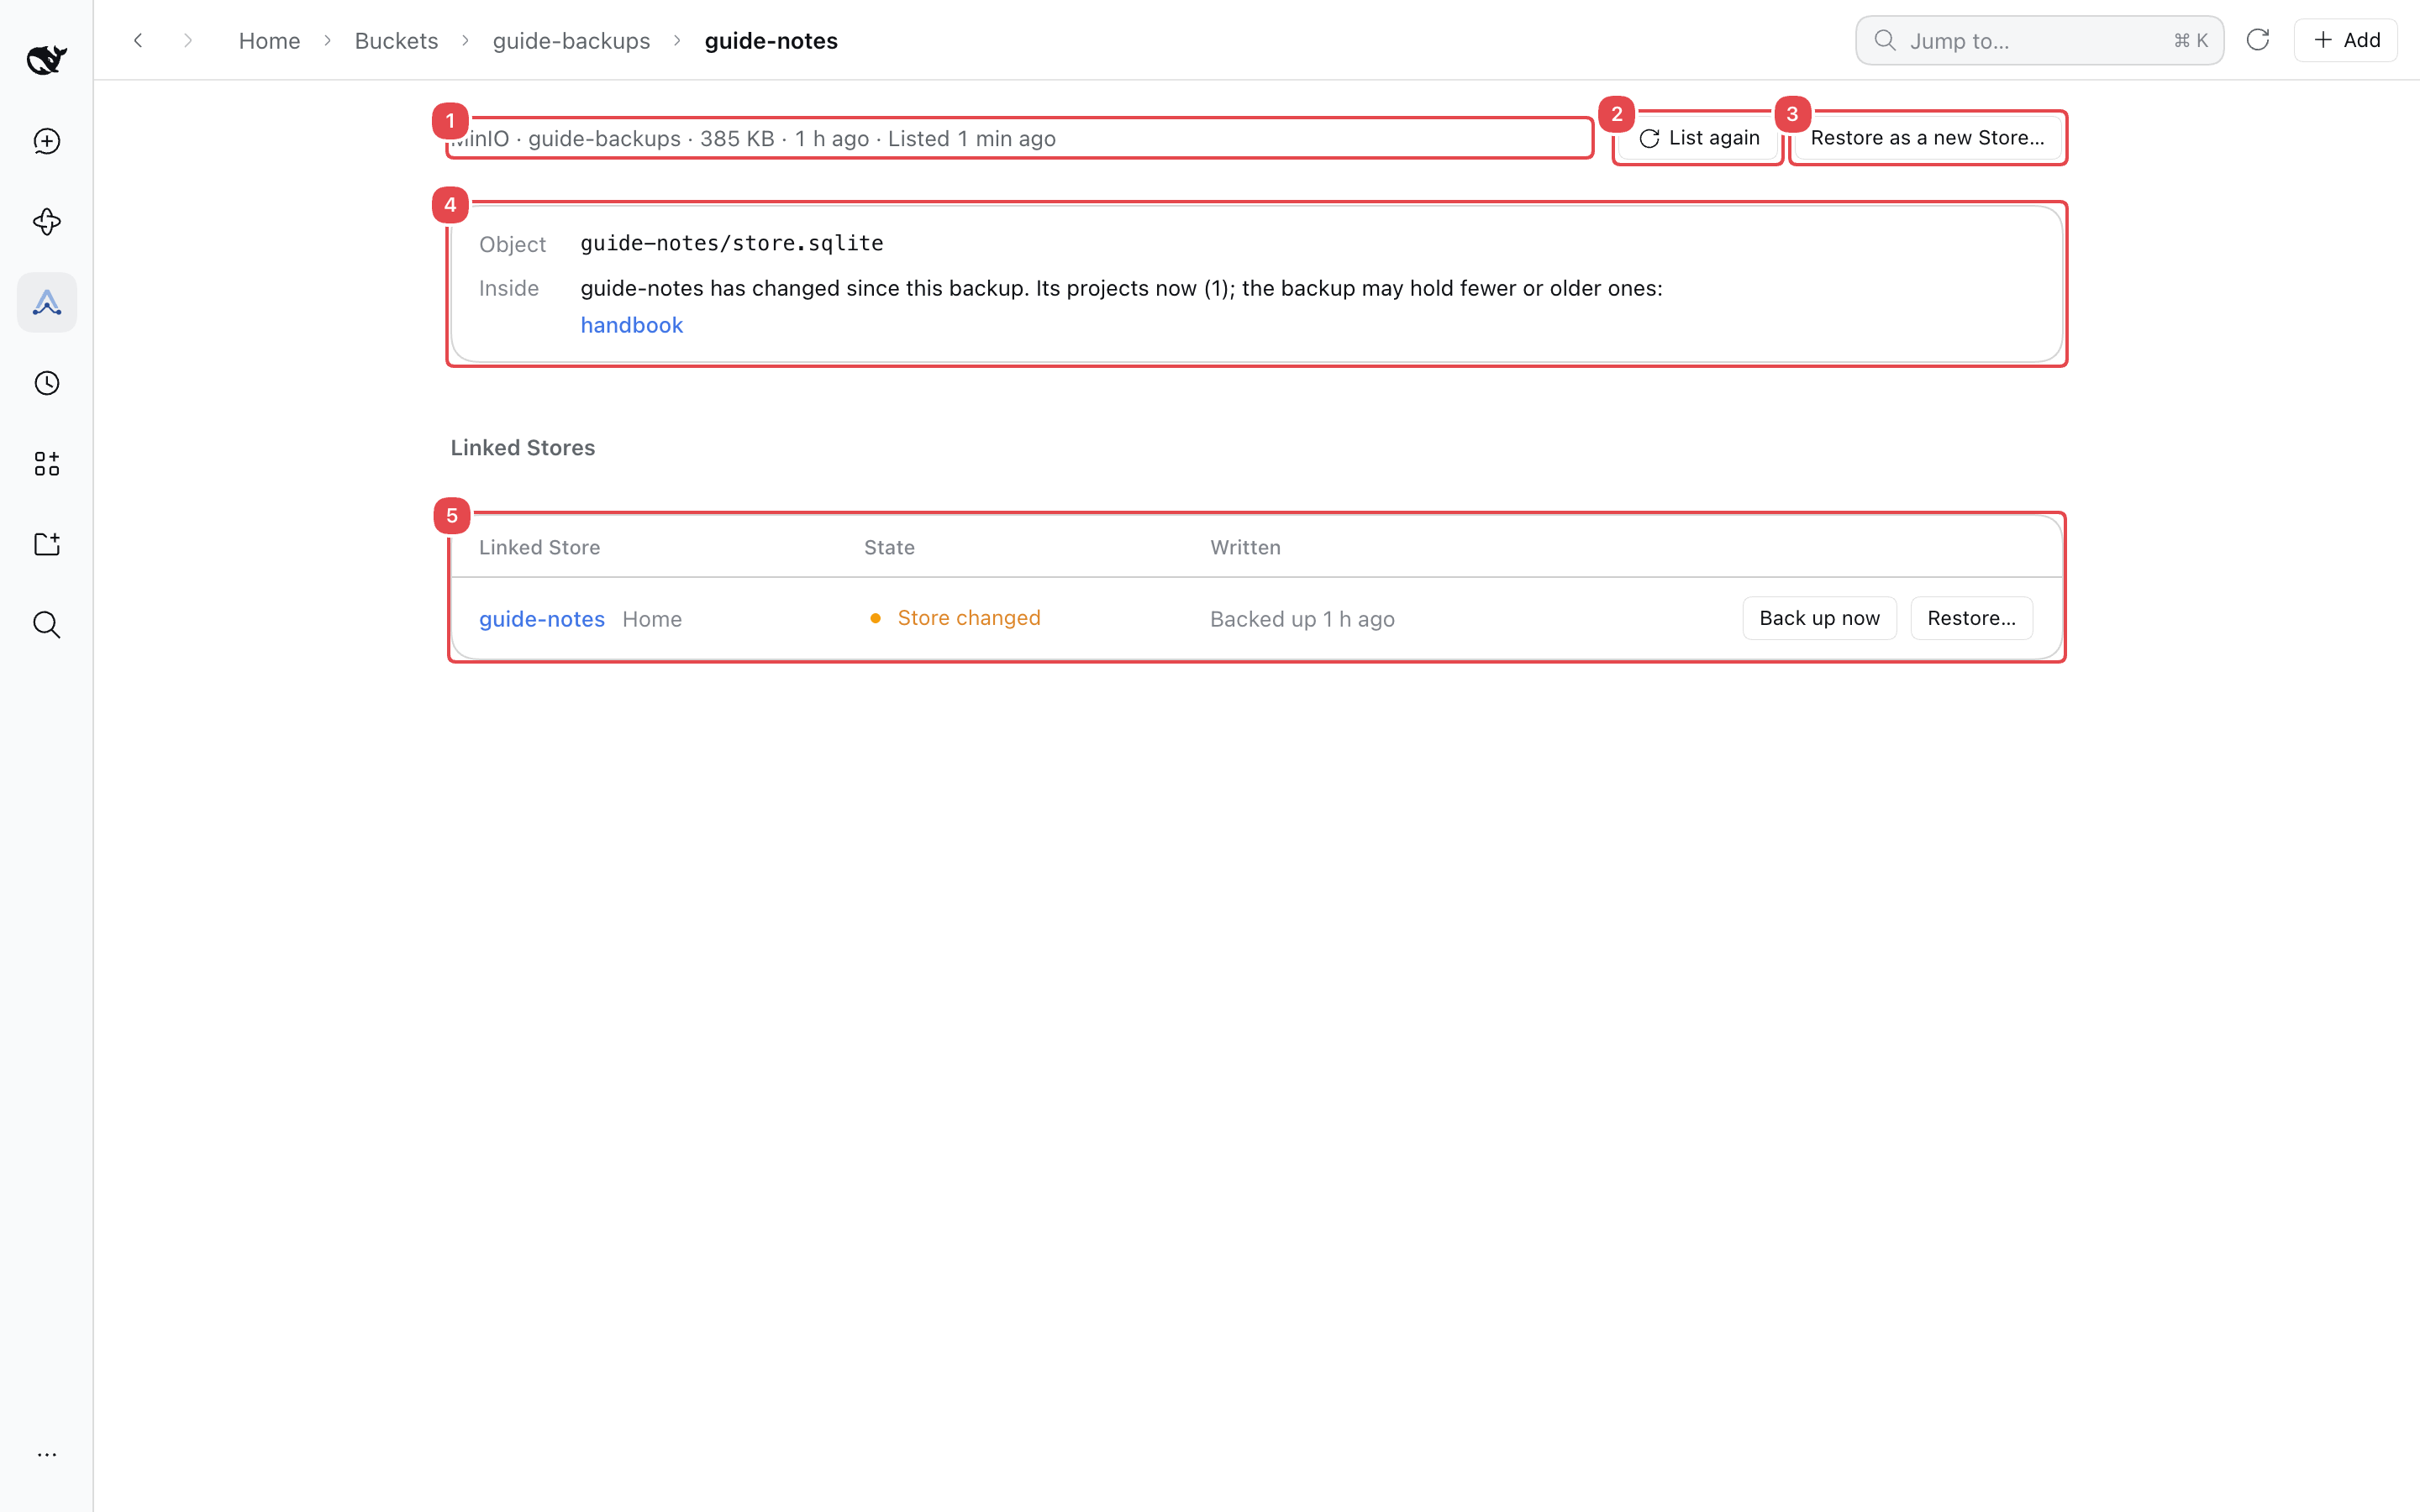 Home > Buckets > guide-backups > guide-notes
Jump to... ⌘ K
+ Add
1
MinIO · guide-backups · 385 KB · 1 h ago · Listed 1 min ago
2
List again
3
Restore as a new Store...
4
Object guide-notes/store.sqlite
Inside guide-notes has changed since this backup. Its projects now (1); the backup may hold fewer or older ones:
handbook
Linked Stores
5
Linked Store State Written
guide-notes Home Store changed Backed up 1 h ago Back up now Restore...